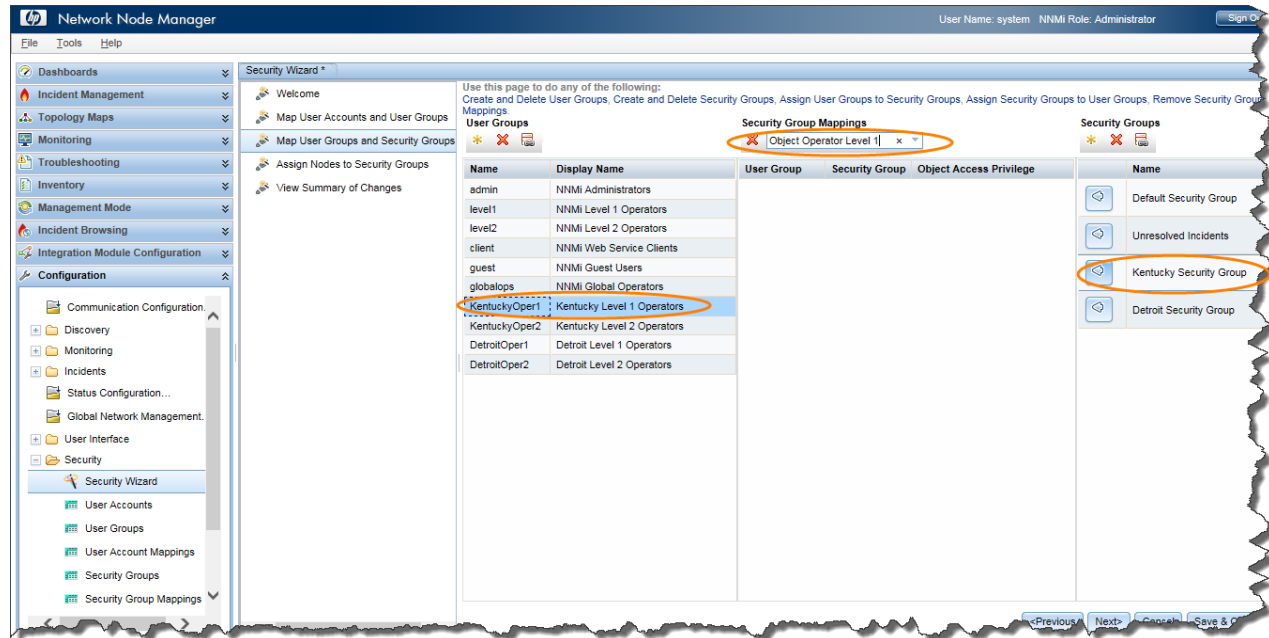 hp Network Node Manager
User Name: system NNMi Role: Administrator
Sign
File Tools Help
Dashboards
Incident Management
Topology Maps
Monitoring
Troubleshooting
Inventory
Management Mode
Incident Browsing
Integration Module Configuration
Configuration
Communication Configuration.
Discovery
Monitoring
Incidents
Status Configuration...
Global Network Management.
User Interface
Security
Security Wizard
User Accounts
User Groups
User Account Mappings
Security Groups
Security Group Mappings
Security Wizard *
Welcome
Map User Accounts and User Groups
Map User Groups and Security Groups
Assign Nodes to Security Groups
View Summary of Changes
Use this page to do any of the following:
Create and Delete User Groups, Create and Delete Security Groups, Assign User Groups to Security Groups, Assign Security Groups to User Groups, Remove Security Group
Mappings.
User Groups
Name Display Name
admin NNMi Administrators
level1 NNMi Level 1 Operators
level2 NNMi Level 2 Operators
client NNMi Web Service Clients
guest NNMi Guest Users
globalops NNMi Global Operators
KentuckyOper1 Kentucky Level 1 Operators
KentuckyOper2 Kentucky Level 2 Operators
DetroitOper1 Detroit Level 1 Operators
DetroitOper2 Detroit Level 2 Operators
Security Group Mappings
Object Operator Level 1 x
User Group Security Group Object Access Privilege
Security Groups
Name
Default Security Group
Unresolved Incidents
Kentucky Security Group
Detroit Security Group
<Previous Next> Cancel Save &